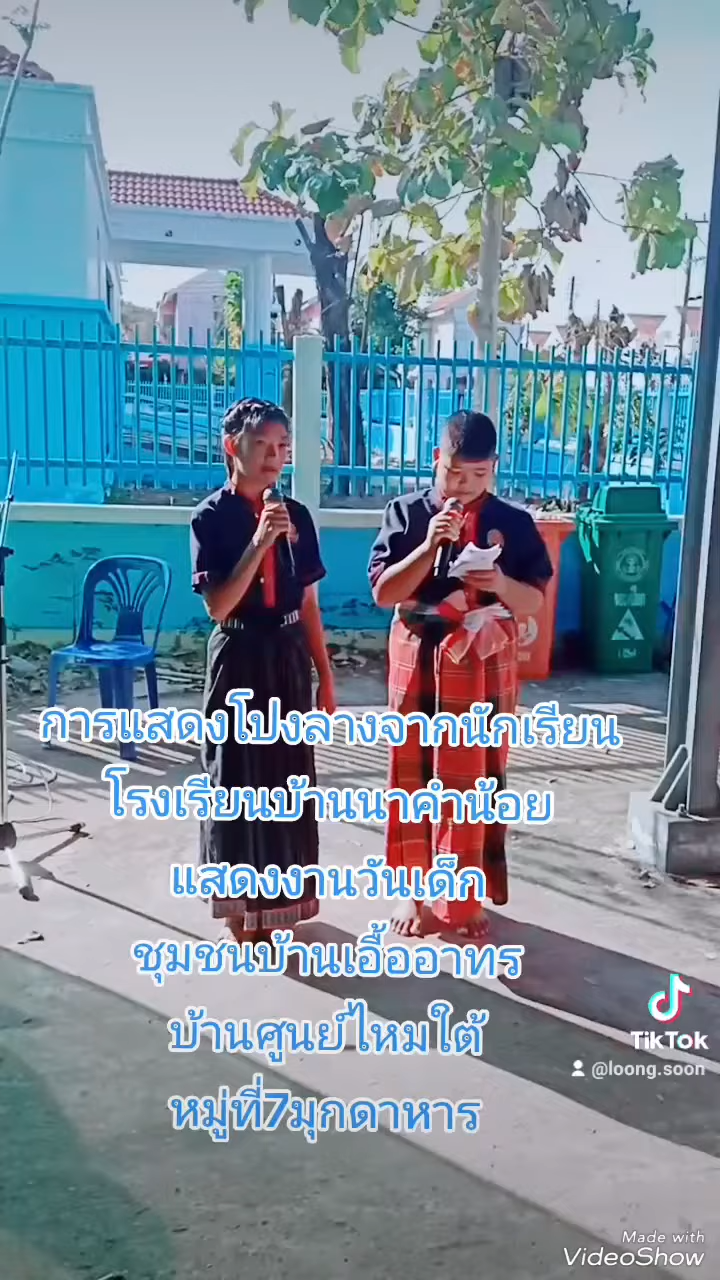 การแสดงโปงลางจากนักเรียน
โรงเรียนบ้านนาคำน้อย
แสดงงานวันเด็ก
ชุมชนบ้านเอื้ออาทร
บ้านศูนย์ไหมใต้
หมู่ที่7มุกดาหาร
TikTok
@loong.soon
Made with
VideoShow